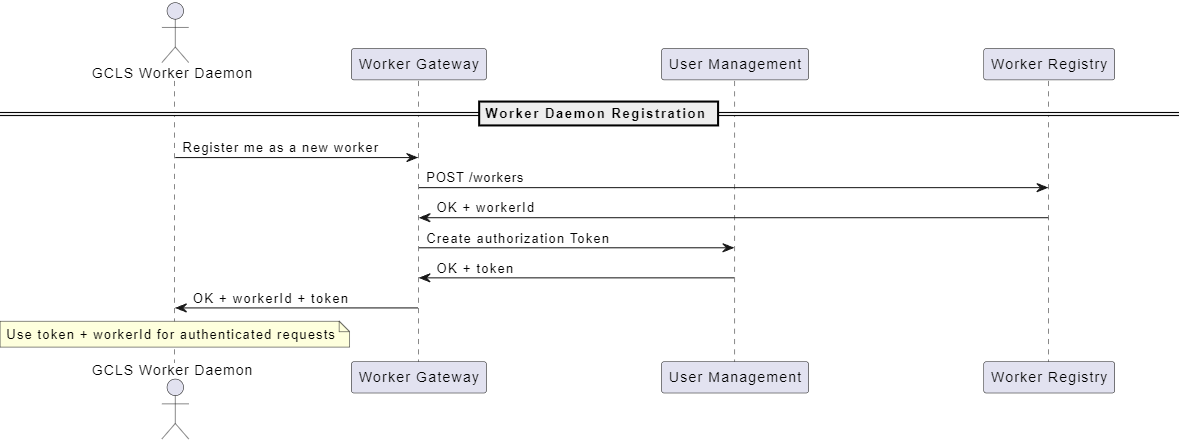 GCLS Worker Daemon
Worker Gateway
User Management
Worker Registry
Worker Daemon Registration
Register me as a new worker
POST /workers
OK + workerId
Create authorization Token
OK + token
OK + workerId + token
Use token + workerId for authenticated requests
GCLS Worker Daemon
Worker Gateway
User Management
Worker Registry